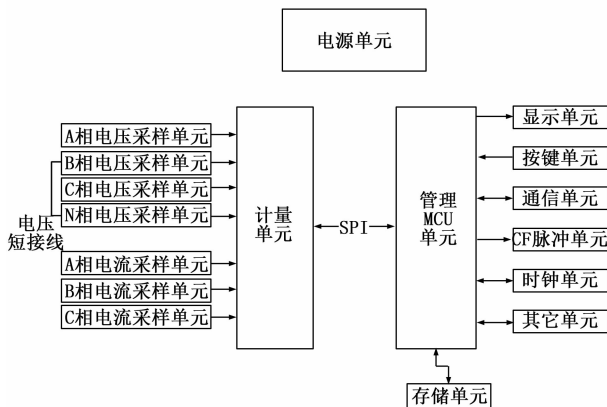 电源单元
A相电压采样单元
B相电压采样单元
C相电压采样单元
N相电压采样单元
电压
短接线
A相电流采样单元
B相电流采样单元
C相电流采样单元
计量
单元
SPI
管理
MCU
单元
显示单元
按键单元
通信单元
CF脉冲单元
时钟单元
其它单元
存储单元